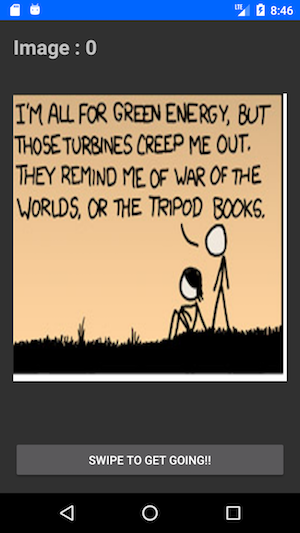 LTE 8:46
Image : 0
I'M ALL FOR GREEN ENERGY, BUT
THOSE TURBINES CREEP ME OUT.
THEY REMIND ME OF WAR OF THE
WORLDS, OR THE TRIPOD BOOKS.
SWIPE TO GET GOING!!